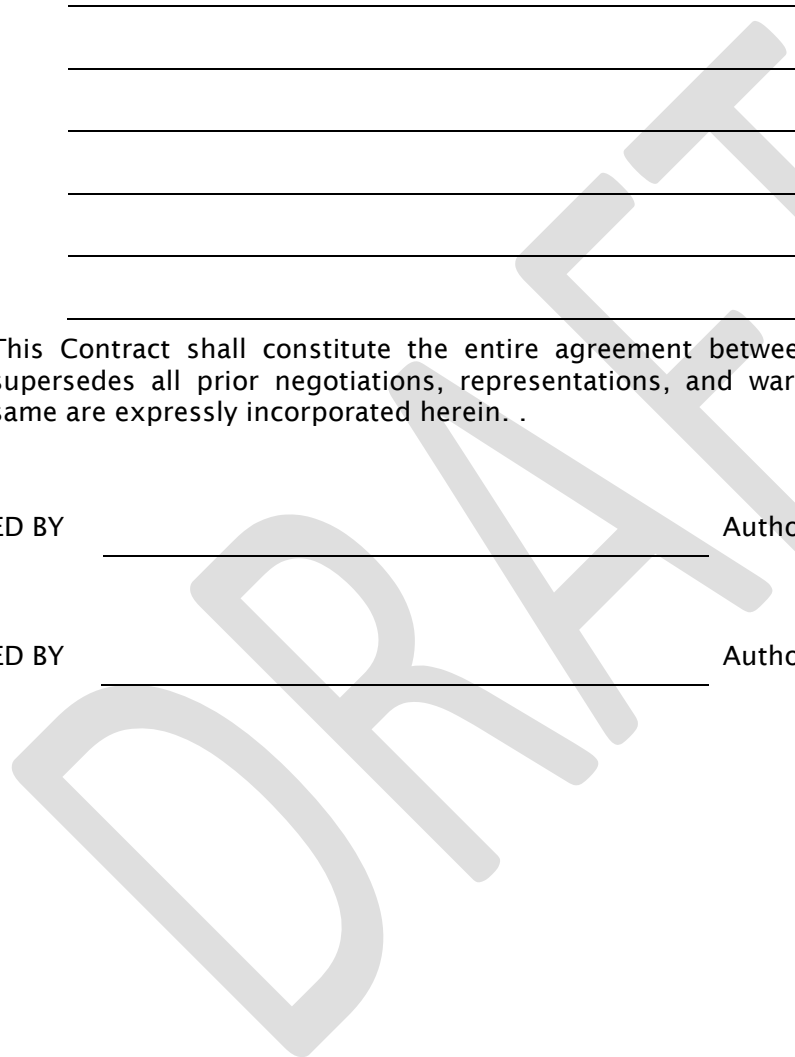 This Contract shall constitute the entire agreement betwee
supersedes all prior negotiations, representations, and war
same are expressly incorporated herein. .
ED BY Autho
ED BY Autho
DRAFT